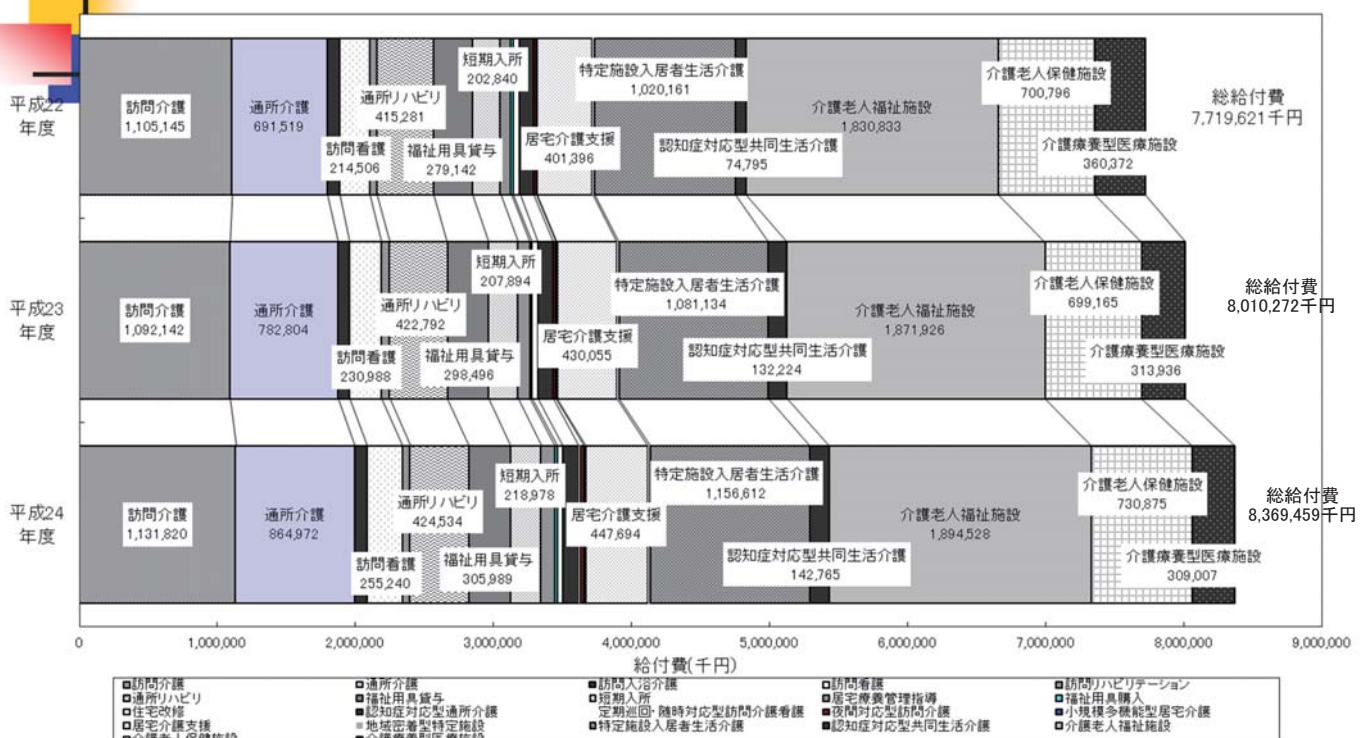 平成22
年度
訪問介護
1,105,145
通所介護
691,519
訪問看護
214,506
通所リハビリ
415,281
福祉用具貸与
279,142
短期入所
202,840
居宅介護支援
401,396
特定施設入居者生活介護
1,020,161
認知症対応型共同生活介護
74,795
介護老人福祉施設
1,830,833
介護老人保健施設
700,796
介護療養型医療施設
360,372
総給付費
7,719,621千円
平成23
年度
訪問介護
1,092,142
通所介護
782,804
訪問看護
230,988
通所リハビリ
422,792
福祉用具貸与
298,496
短期入所
207,894
居宅介護支援
430,055
特定施設入居者生活介護
1,081,134
認知症対応型共同生活介護
132,224
介護老人福祉施設
1,871,926
介護老人保健施設
699,165
介護療養型医療施設
313,936
総給付費
8,010,272千円
平成24
年度
訪問介護
1,131,820
通所介護
864,972
訪問看護
255,240
通所リハビリ
424,534
福祉用具貸与
305,989
短期入所
218,978
居宅介護支援
447,694
特定施設入居者生活介護
1,156,612
認知症対応型共同生活介護
142,765
介護老人福祉施設
1,894,528
介護老人保健施設
730,875
介護療養型医療施設
309,007
総給付費
8,369,459千円
0 1,000,000 2,000,000 3,000,000 4,000,000 5,000,000 6,000,000 7,000,000 8,000,000 9,000,000
給付費(千円)
訪問介護 通所介護 訪問入浴介護 訪問看護 訪問リハビリテーション
通所リハビリ 福祉用具貸与 短期入所 居宅療養管理指導 福祉用具購入
住宅改修 認知症対応型通所介護 定期巡回・随時対応型訪問介護看護 夜間対応型訪問介護 小規模多機能型居宅介護
居宅介護支援 地域密着型特定施設 特定施設入居者生活介護 認知症対応型共同生活介護 介護老人福祉施設
介護老人保健施設 介護療養型医療施設